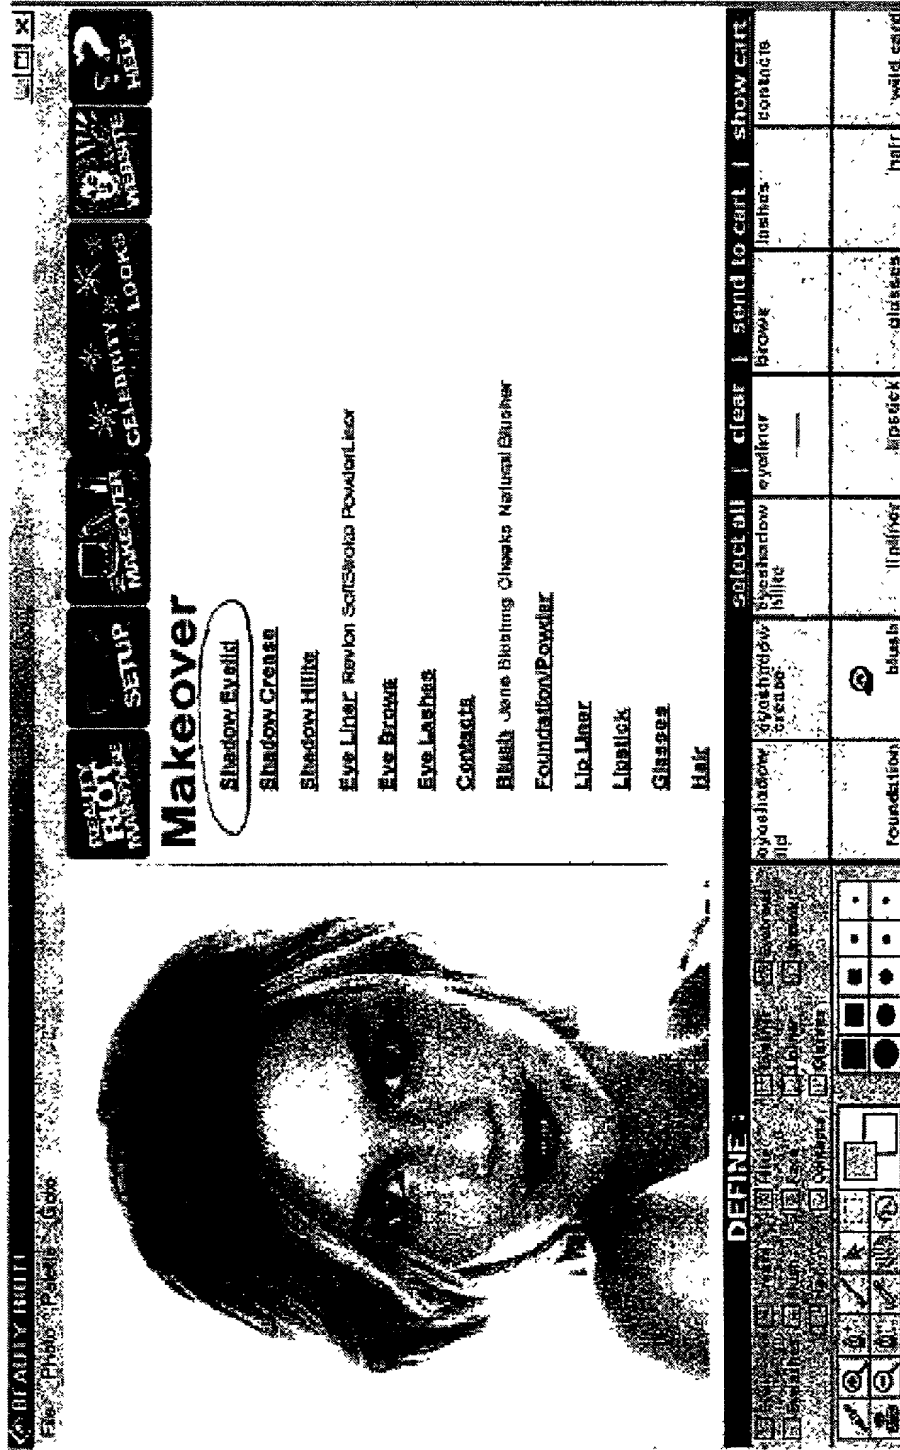 BEAUTY RIOT
File Photo Palette Goto
BEAUTY RIOT
SETUP
MAKEOVER
CELEBRITY LOOKS
WEBSITE
? HELP
Makeover
Shadow Eyelid
Shadow Crease
Shadow Hilite
Eye Liner Revlon SoftStroke PowderLiner
Eye Brows
Eye Lashes
Contacts
Blush Jane Blushing Cheeks Natural Blusher
Foundation/Powder
Lip Liner
Lipstick
Glasses
Hair
DEFINE :
select all | clear | send to cart | show cart
eyeshadow lid
eyeshadow crease
eyeshadow hilite
eyeliner
brows
lashes
contacts
foundation
blush
lipliner
lipstick
glasses
hair
wild card